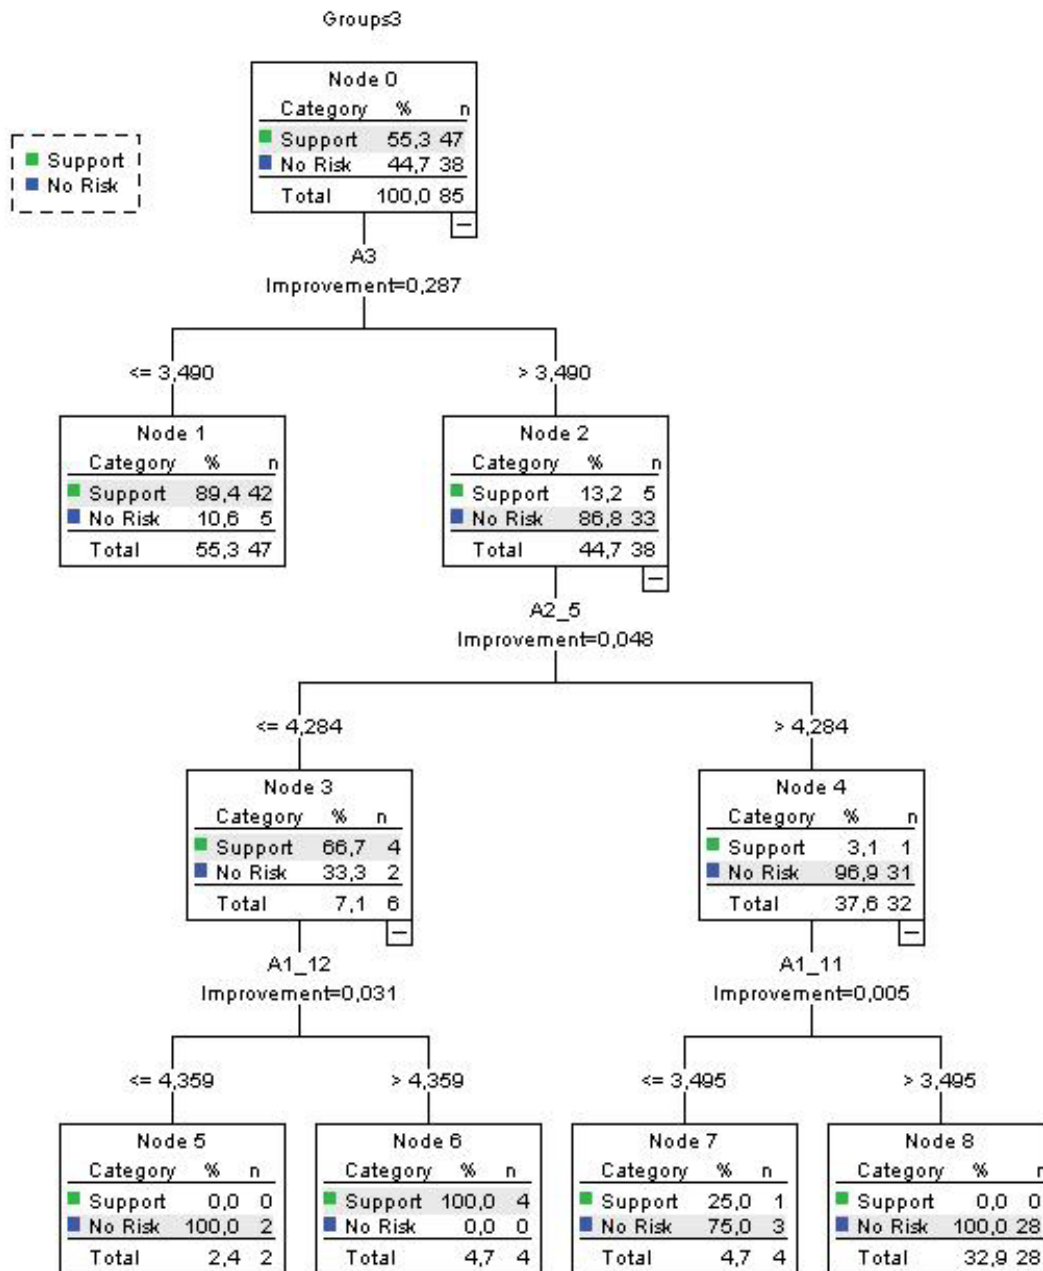 Groups3
Support
No Risk
Node 0
Category % n
Support 55,3 47
No Risk 44,7 38
Total 100,0 85
A3
Improvement=0,287
<= 3,490
> 3,490
Node 1
Category % n
Support 89,4 42
No Risk 10,6 5
Total 55,3 47
Node 2
Category % n
Support 13,2 5
No Risk 86,8 33
Total 44,7 38
A2_5
Improvement=0,048
<= 4,284
> 4,284
Node 3
Category % n
Support 66,7 4
No Risk 33,3 2
Total 7,1 6
Node 4
Category % n
Support 3,1 1
No Risk 96,9 31
Total 37,6 32
A1_12
Improvement=0,031
A1_11
Improvement=0,005
<= 4,359
> 4,359
<= 3,495
> 3,495
Node 5
Category % n
Support 0,0 0
No Risk 100,0 2
Total 2,4 2
Node 6
Category % n
Support 100,0 4
No Risk 0,0 0
Total 4,7 4
Node 7
Category % n
Support 25,0 1
No Risk 75,0 3
Total 4,7 4
Node 8
Category % n
Support 0,0 0
No Risk 100,0 28
Total 32,9 28